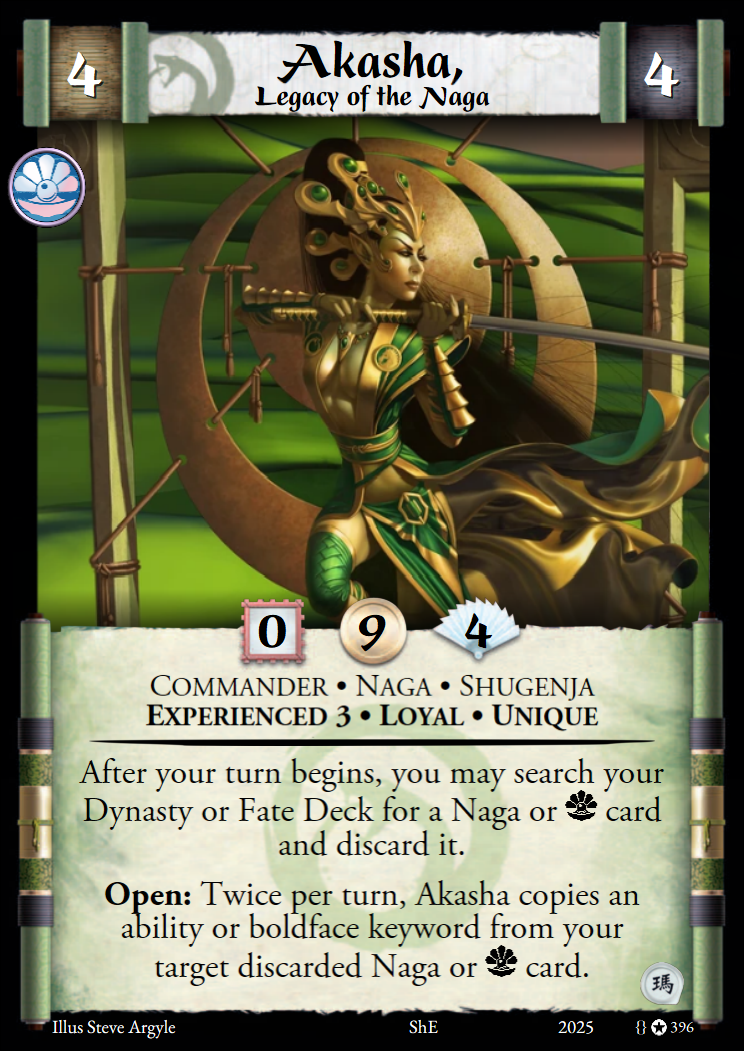 4
Akasha,
4
Legacy of the Naga
0 9 4
Commander • Naga • Shugenja
Experienced 3 • Loyal • Unique
After your turn begins, you may search your
Dynasty or Fate Deck for a Naga or card
and discard it.
Open: Twice per turn, Akasha copies an
ability or boldface keyword from your
target discarded Naga or card.
瑪
Illus Steve Argyle ShE 2025 {} 396